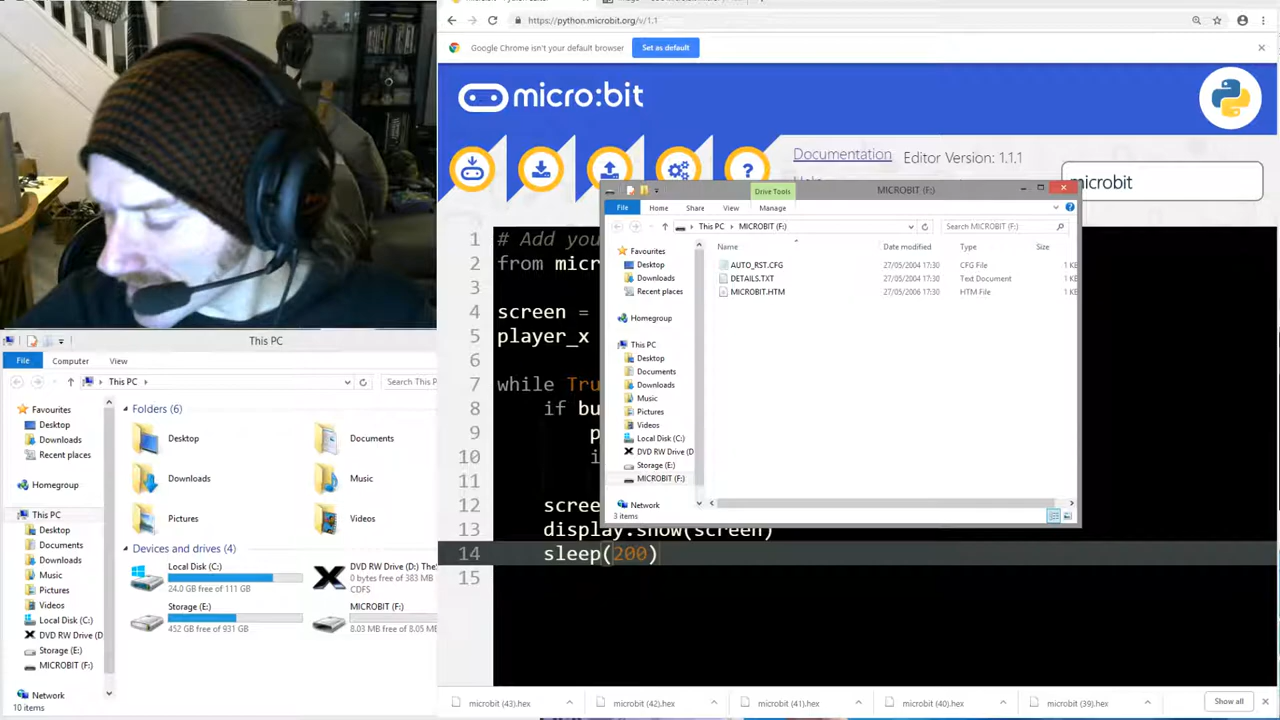 https://python.microbit.org/v/1.1
Google Chrome isn't your default browser
Set as default
micro:bit
Documentation
Editor Version: 1.1.1
microbit
1 # Add you
2 from micr
3
4 screen =
5 player_x
6
7 while Tru
8 if bu
9 p
10 i
11
12 scree
13 display.show(screen)
14 sleep(200)
15
Drive Tools
MICROBIT (F:)
File
Home
Share
View
Manage
This PC
MICROBIT (F:)
Search MICROBIT (F:)
Name
Date modified
Type
Size
AUTO_RST.CFG 27/05/2004 17:30 CFG File 1 KE
DETAILS.TXT 27/05/2004 17:30 Text Document 1 KE
MICROBIT.HTM 27/05/2006 17:30 HTM File 1 KE
Favourites
Desktop
Downloads
Recent places
Homegroup
This PC
Desktop
Documents
Downloads
Music
Pictures
Videos
Local Disk (C:)
DVD RW Drive (D
Storage (E:)
MICROBIT (F:)
Network
3 items
This PC
File
Computer
View
This PC
Search This P
Favourites
Desktop
Downloads
Recent places
Homegroup
This PC
Desktop
Documents
Downloads
Music
Pictures
Videos
Local Disk (C:)
DVD RW Drive (D
Storage (E:)
MICROBIT (F:)
Network
10 items
Folders (6)
Desktop
Documents
Downloads
Music
Pictures
Videos
Devices and drives (4)
Local Disk (C:)
24.0 GB free of 111 GB
DVD RW Drive (D:) The
0 bytes free of 383 MB
CDFS
Storage (E:)
452 GB free of 931 GB
MICROBIT (F:)
8.03 MB free of 8.05 MB
microbit (43).hex
microbit (42).hex
microbit (41).hex
microbit (40).hex
microbit (39).hex
Show all